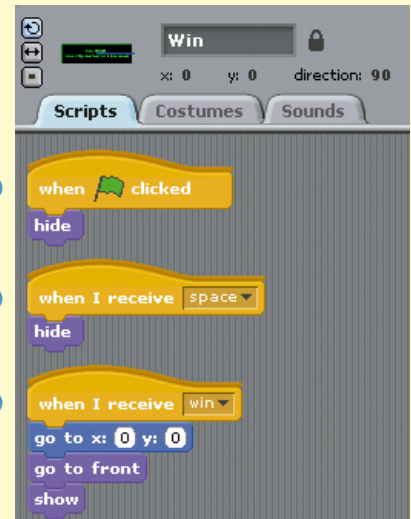 Win
x: 0 y: 0 direction: 90
Scripts Costumes Sounds
when clicked
hide
when I receive space
hide
when I receive win
go to x: 0 y: 0
go to front
show